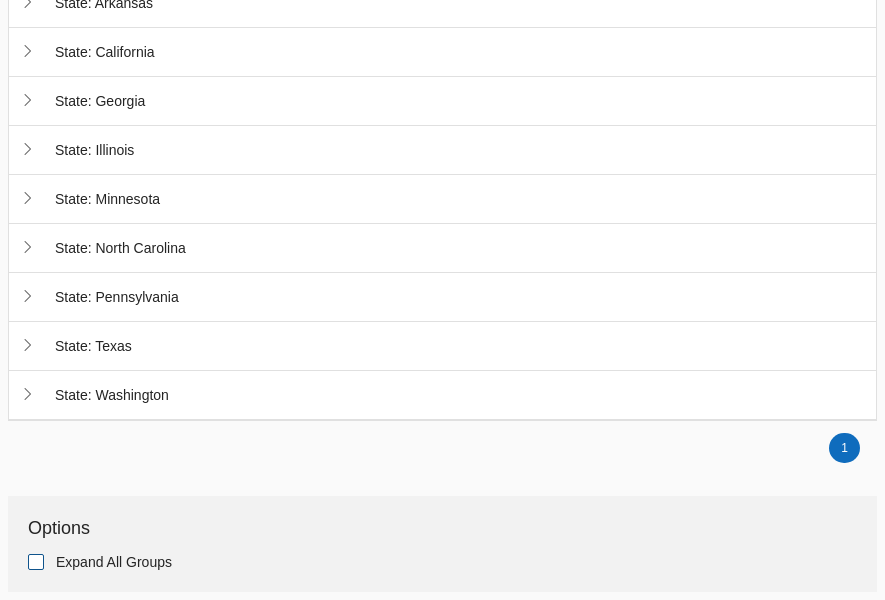 State: Arkansas
State: California
State: Georgia
State: Illinois
State: Minnesota
State: North Carolina
State: Pennsylvania
State: Texas
State: Washington
1
Options
Expand All Groups